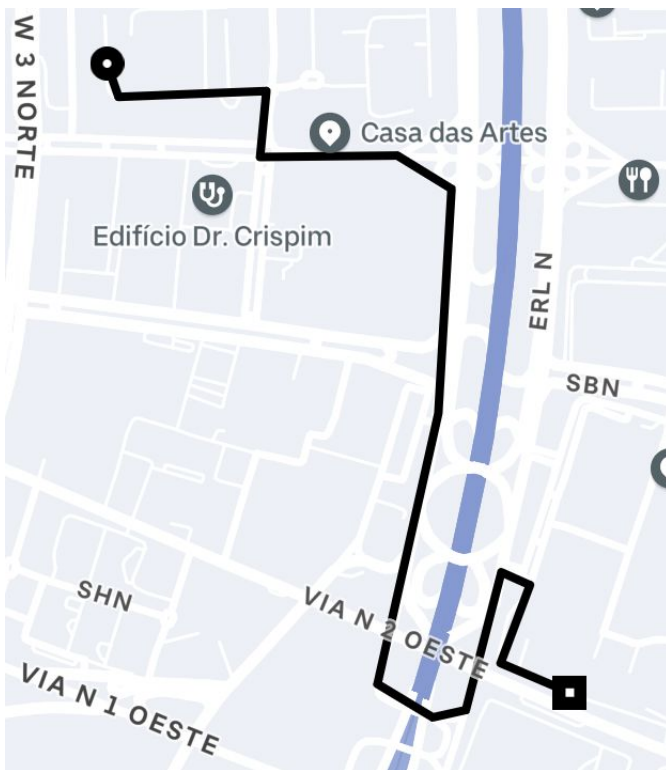 W 3 NORTE
Casa das Artes
Edifício Dr. Crispim
ERL N
SBN
SHN
VIA N 2 OESTE
VIA N 1 OESTE